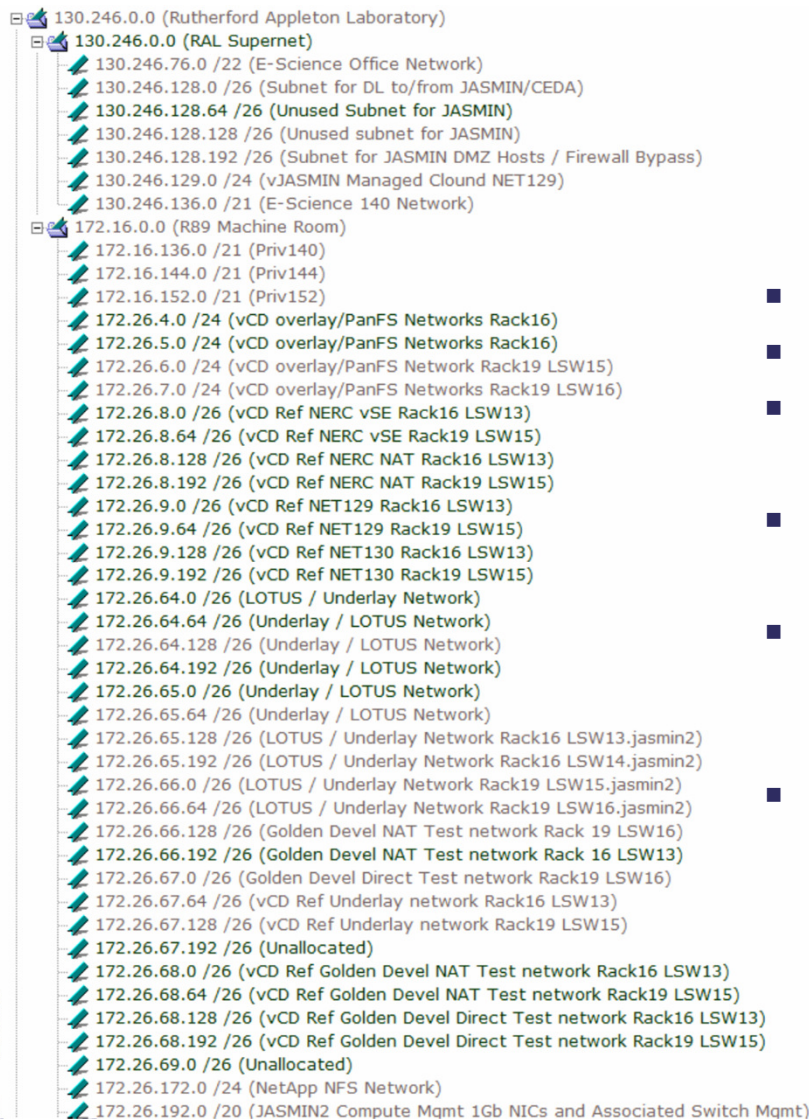 130.246.0.0 (Rutherford Appleton Laboratory)
130.246.0.0 (RAL Supernet)
130.246.76.0 /22 (E-Science Office Network)
130.246.128.0 /26 (Subnet for DL to/from JASMIN/CEDA)
130.246.128.64 /26 (Unused Subnet for JASMIN)
130.246.128.128 /26 (Unused subnet for JASMIN)
130.246.128.192 /26 (Subnet for JASMIN DMZ Hosts / Firewall Bypass)
130.246.129.0 /24 (vJASMIN Managed Clound NET129)
130.246.136.0 /21 (E-Science 140 Network)
172.16.0.0 (R89 Machine Room)
172.16.136.0 /21 (Priv140)
172.16.144.0 /21 (Priv144)
172.16.152.0 /21 (Priv152)
172.26.4.0 /24 (vCD overlay/PanFS Networks Rack16)
172.26.5.0 /24 (vCD overlay/PanFS Networks Rack16)
172.26.6.0 /24 (vCD overlay/PanFS Network Rack19 LSW15)
172.26.7.0 /24 (vCD overlay/PanFS Networks Rack19 LSW16)
172.26.8.0 /26 (vCD Ref NERC vSE Rack16 LSW13)
172.26.8.64 /26 (vCD Ref NERC vSE Rack19 LSW15)
172.26.8.128 /26 (vCD Ref NERC NAT Rack16 LSW13)
172.26.8.192 /26 (vCD Ref NERC NAT Rack19 LSW15)
172.26.9.0 /26 (vCD Ref NET129 Rack16 LSW13)
172.26.9.64 /26 (vCD Ref NET129 Rack19 LSW15)
172.26.9.128 /26 (vCD Ref NET130 Rack16 LSW13)
172.26.9.192 /26 (vCD Ref NET130 Rack19 LSW15)
172.26.64.0 /26 (LOTUS / Underlay Network)
172.26.64.64 /26 (Underlay / LOTUS Network)
172.26.64.128 /26 (Underlay / LOTUS Network)
172.26.64.192 /26 (Underlay / LOTUS Network)
172.26.65.0 /26 (Underlay / LOTUS Network)
172.26.65.64 /26 (Underlay / LOTUS Network)
172.26.65.128 /26 (LOTUS / Underlay Network Rack16 LSW13.jasmin2)
172.26.65.192 /26 (LOTUS / Underlay Network Rack16 LSW14.jasmin2)
172.26.66.0 /26 (LOTUS / Underlay Network Rack19 LSW15.jasmin2)
172.26.66.64 /26 (LOTUS / Underlay Network Rack19 LSW16.jasmin2)
172.26.66.128 /26 (Golden Devel NAT Test network Rack 19 LSW16)
172.26.66.192 /26 (Golden Devel NAT Test network Rack 16 LSW13)
172.26.67.0 /26 (Golden Devel Direct Test network Rack19 LSW16)
172.26.67.64 /26 (vCD Ref Underlay network Rack16 LSW13)
172.26.67.128 /26 (vCD Ref Underlay network Rack19 LSW15)
172.26.67.192 /26 (Unallocated)
172.26.68.0 /26 (vCD Ref Golden Devel NAT Test network Rack16 LSW13)
172.26.68.64 /26 (vCD Ref Golden Devel NAT Test network Rack19 LSW15)
172.26.68.128 /26 (vCD Ref Golden Devel Direct Test network Rack16 LSW13)
172.26.68.192 /26 (vCD Ref Golden Devel Direct Test network Rack19 LSW15)
172.26.69.0 /26 (Unallocated)
172.26.172.0 /24 (NetApp NFS Network)
172.26.192.0 /20 (JASMIN2 Compute Mgmt 1Gb NICs and Associated Switch Mgmt)